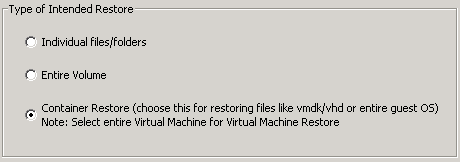 Type of Intended Restore
Individual files/folders
Entire Volume
Container Restore (choose this for restoring files like vmdk/vhd or entire guest OS)
Note: Select entire Virtual Machine for Virtual Machine Restore